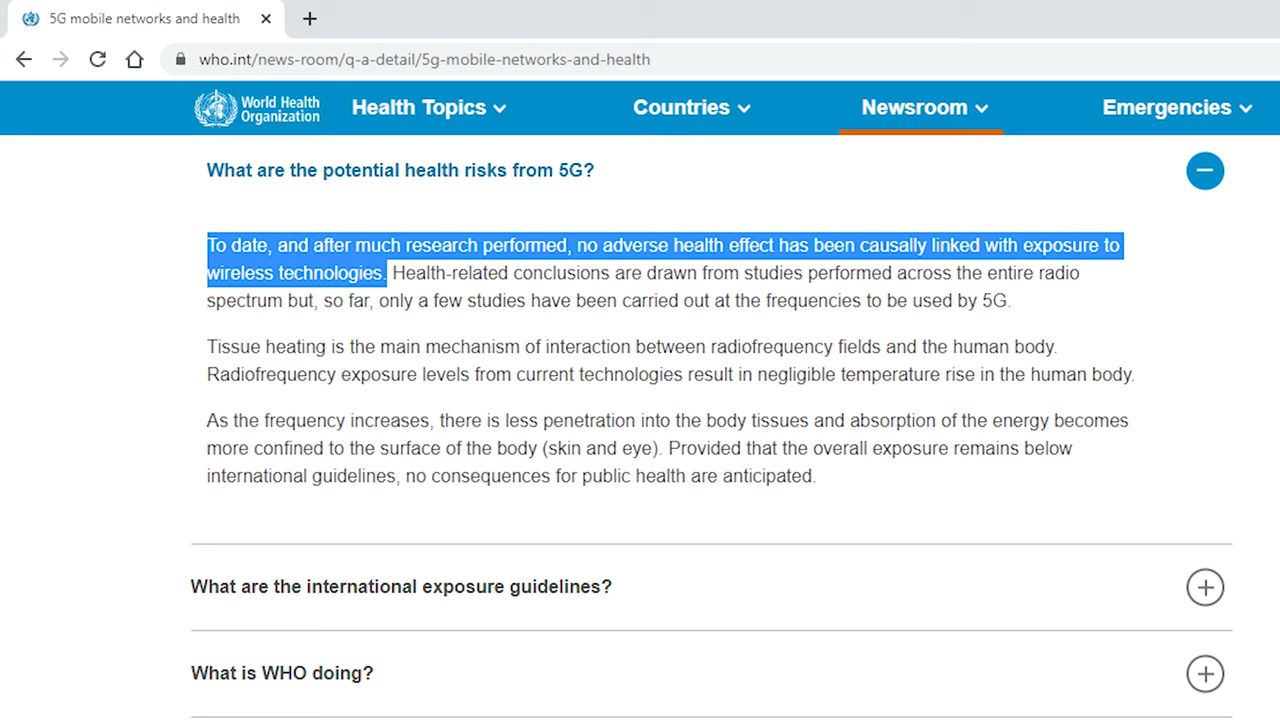 5G mobile networks and health
who.int/news-room/q-a-detail/5g-mobile-networks-and-health
World Health
Organization
Health Topics
Countries
Newsroom
Emergencies
What are the potential health risks from 5G?
To date, and after much research performed, no adverse health effect has been causally linked with exposure to
wireless technologies. Health-related conclusions are drawn from studies performed across the entire radio
spectrum but, so far, only a few studies have been carried out at the frequencies to be used by 5G.
Tissue heating is the main mechanism of interaction between radiofrequency fields and the human body.
Radiofrequency exposure levels from current technologies result in negligible temperature rise in the human body.
As the frequency increases, there is less penetration into the body tissues and absorption of the energy becomes
more confined to the surface of the body (skin and eye). Provided that the overall exposure remains below
international guidelines, no consequences for public health are anticipated.
What are the international exposure guidelines?
What is WHO doing?